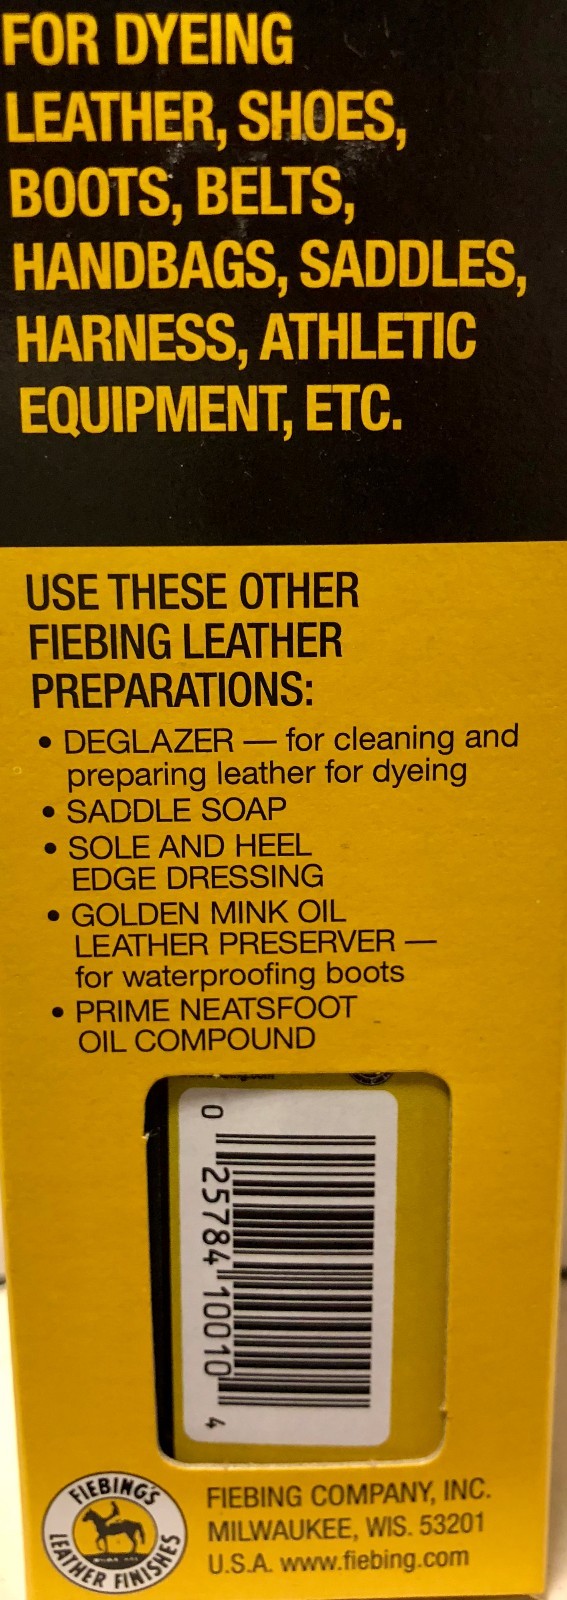 FOR DYEING
LEATHER, SHOES,
BOOTS, BELTS,
HANDBAGS, SADDLES,
HARNESS, ATHLETIC
EQUIPMENT, ETC.
USE THESE OTHER
FIEBING LEATHER
PREPARATIONS:
• DEGLAZER — for cleaning and
preparing leather for dyeing
• SADDLE SOAP
• SOLE AND HEEL
EDGE DRESSING
• GOLDEN MINK OIL
LEATHER PRESERVER —
for waterproofing boots
• PRIME NEATSFOOT
OIL COMPOUND
0 25784 10010 4
FIEBING'S
LEATHER FINISHES
FIEBING COMPANY, INC.
MILWAUKEE, WIS. 53201
U.S.A. www.fiebing.com